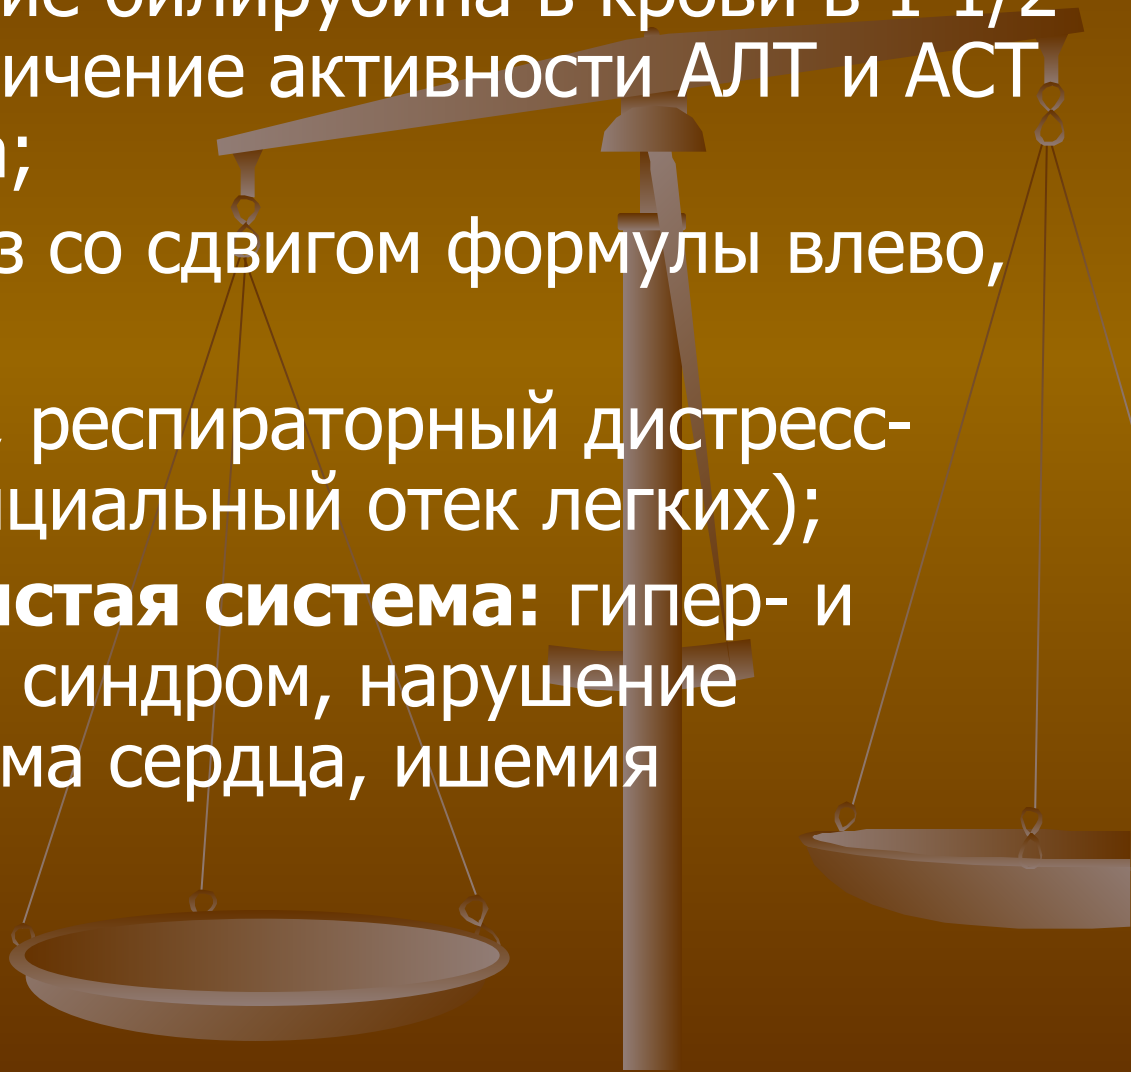 ие билирубина в крови в 1 1/2
ичение активности АЛТ и АСТ
а;
з со сдвигом формулы влево,
, респираторный дистресс-
циальный отек легких);
истая система: гипер- и
синдром, нарушение
ма сердца, ишемия